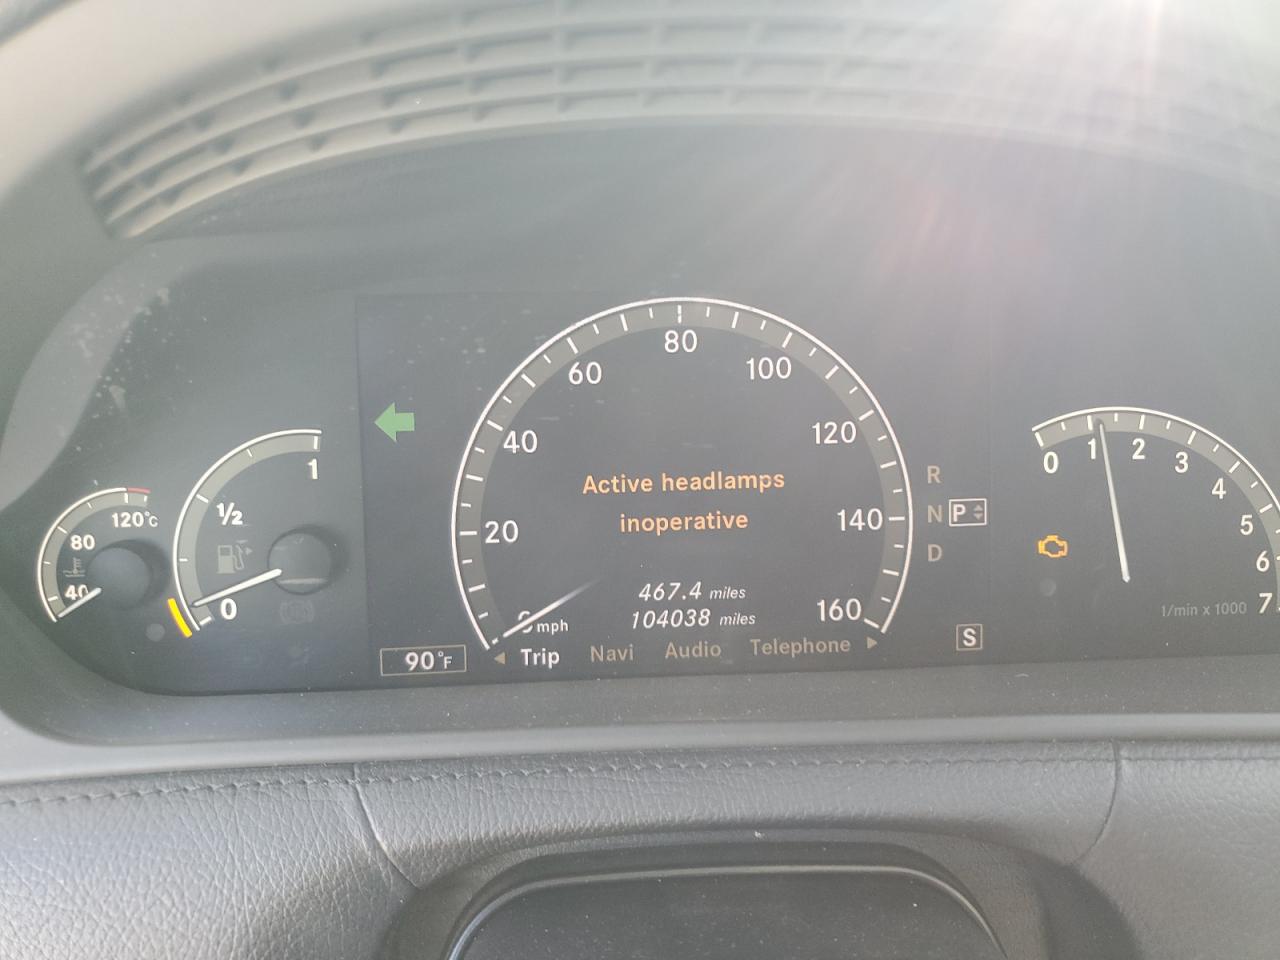 80
60
100
40
120
1
R
0
1
2
3
Active headlamps
4
120°C
½
20
inoperative
140
N P
5
80
D
6
40
0
467.4 miles
104038 miles
160
mph
7
1/min x 1000
90°F
Trip Navi Audio Telephone
S